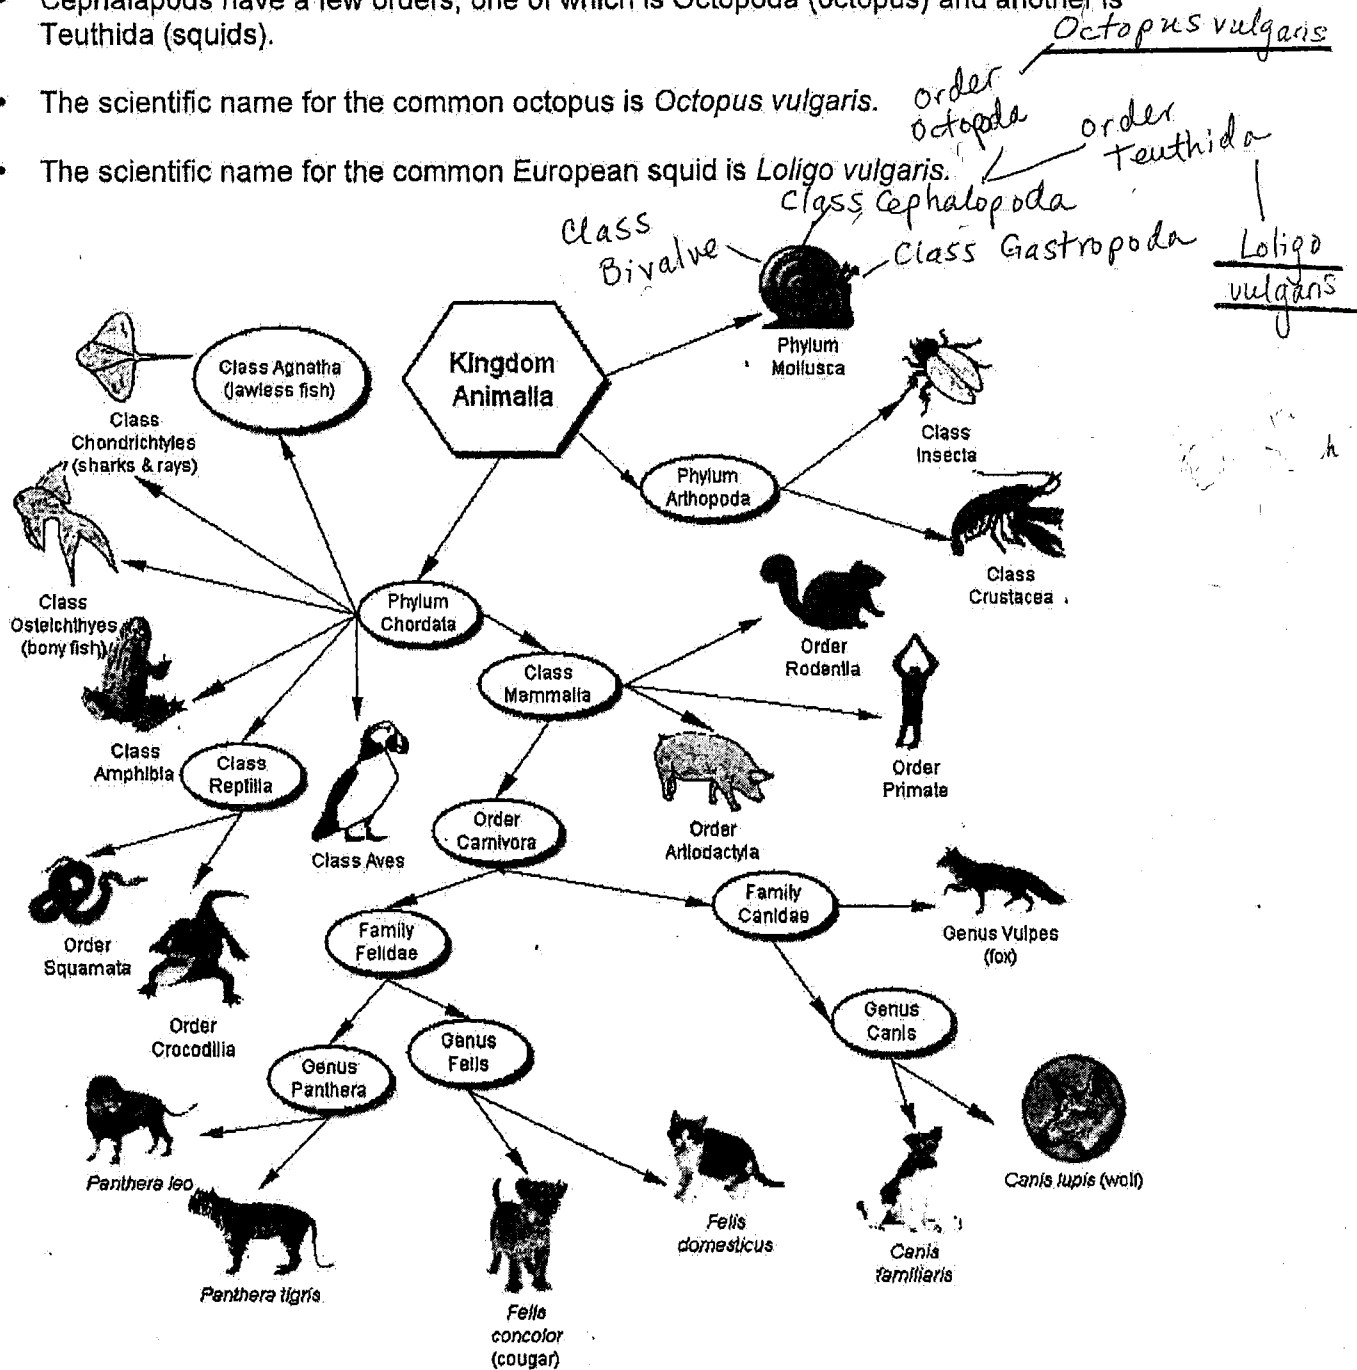 Cephalapods have a few orders, one of which is Octopoda (octopus) and another is
Teuthida (squids).
Octopus vulgaris
• The scientific name for the common octopus is Octopus vulgaris.
order
octopoda
order
Teuthida
• The scientific name for the common European squid is Loligo vulgaris.
Class Cephalopoda
Class
Bivalve
Class Gastropoda
Loligo
vulgaris
Kingdom
Animalia
Phylum
Mollusca
Class Agnatha
(jawless fish)
Class
Chondrichtyles
(sharks & rays)
Class
Insecta
Phylum
Arthopoda
Class
Crustacea
Class
Osteichthyes
(bony fish)
Phylum
Chordata
Order
Rodentia
Class
Mammalia
Class
Amphibia
Class
Reptilia
Order
Primate
Order
Carnivora
Order
Artiodactyla
Class Aves
Family
Canidae
Genus Vulpes
(fox)
Order
Squamata
Family
Felidae
Order
Crocodilia
Genus
Canis
Genus
Felis
Genus
Panthera
Panthera leo
Canis lupis (wolf)
Felis
domesticus
Canis
familiaris
Panthera tigris
Felis
concolor
(cougar)
h